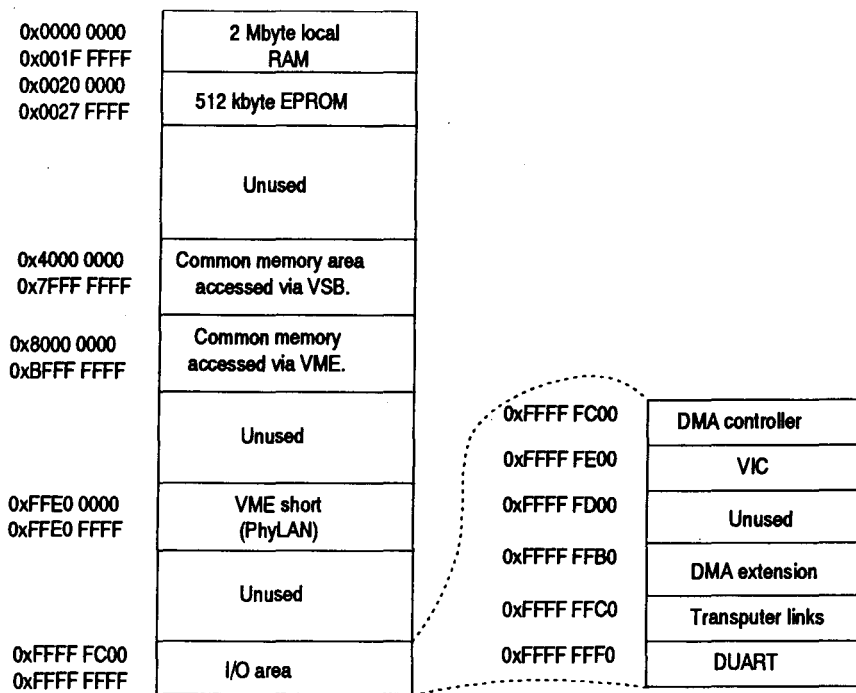 0x0000 0000
0x001F FFFF
2 Mbyte local
RAM
0x0020 0000
0x0027 FFFF
512 kbyte EPROM
Unused
0x4000 0000
0x7FFF FFFF
Common memory area
accessed via VSB.
0x8000 0000
0xBFFF FFFF
Common memory
accessed via VME.
Unused
0xFFE0 0000
0xFFE0 FFFF
VME short
(PhyLAN)
Unused
0xFFFF FC00
0xFFFF FFFF
I/O area
0xFFFF FC00
DMA controller
0xFFFF FE00
VIC
0xFFFF FD00
Unused
0xFFFF FFB0
DMA extension
0xFFFF FFC0
Transputer links
0xFFFF FFF0
DUART